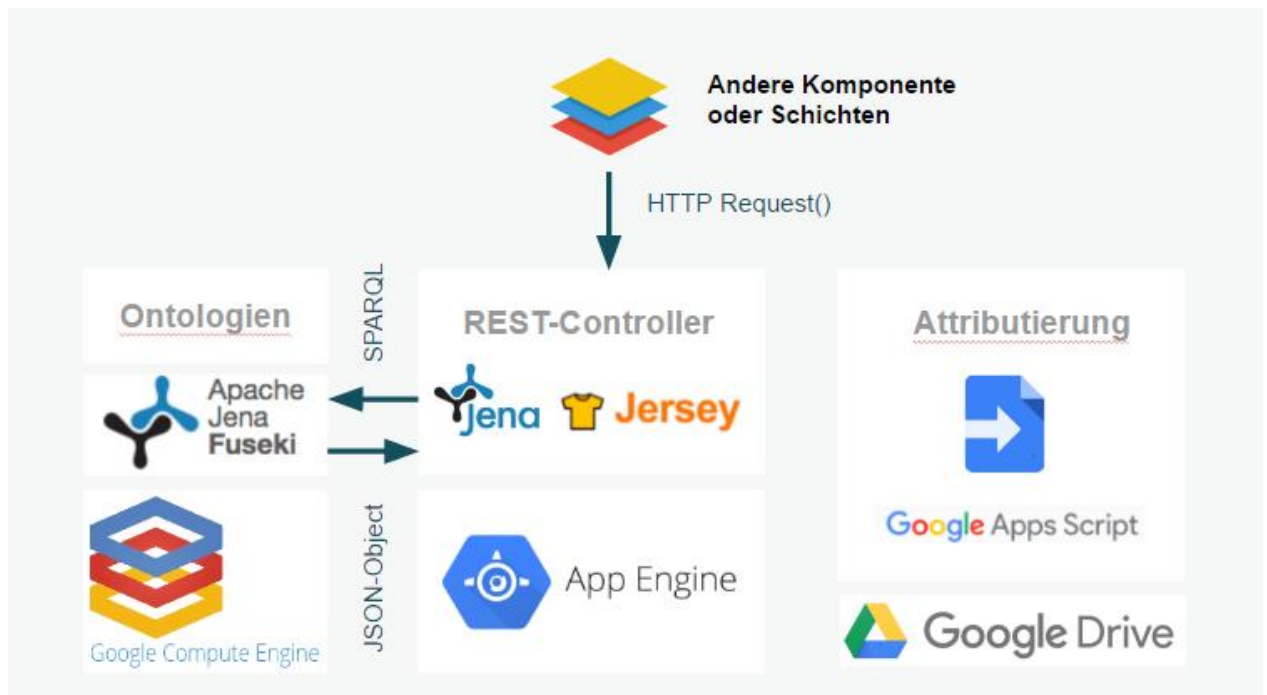 Andere Komponente
oder Schichten
HTTP Request()
Ontologien
SPARQL
REST-Controller
Attributierung
Apache
Jena
Fuseki
Jena
Jersey
Google Apps Script
JSON-Object
Google Compute Engine
App Engine
Google Drive